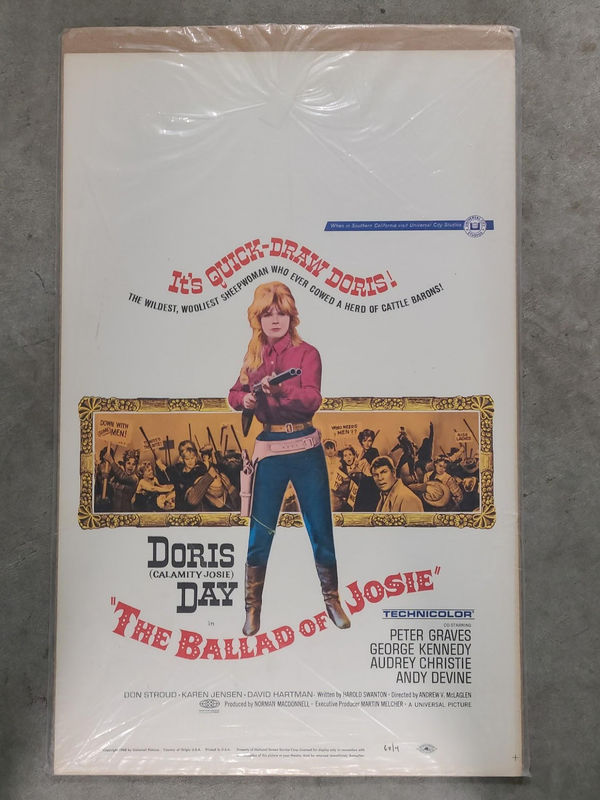 When in Southern California visit Universal City Studios
It's QUICK-DRAW DORIS!
THE WILDEST, WOOLIEST SHEEPWOMAN WHO EVER COWED A HERD OF CATTLE BARONS!
DOWN WITH
MEN!
WHO NEEDS
MEN??
DORIS
(CALAMITY-JOSIE)
DAY
in
"THE BALLAD OF JOSIE"
TECHNICOLOR®
CO-STARRING
PETER GRAVES
GEORGE KENNEDY
AUDREY CHRISTIE
ANDY DEVINE
DON STROUD · KAREN JENSEN · DAVID HARTMAN · Written by HAROLD SWANTON · Directed by ANDREW V. McLAGLEN
Produced by NORMAN MACDONNELL · Executive Producer MARTIN MELCHER · A UNIVERSAL PICTURE